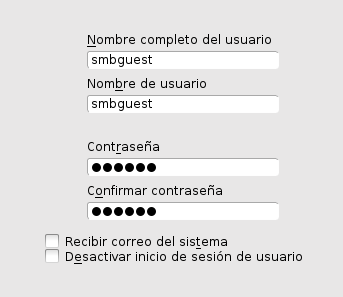 Nombre completo del usuario
smbguest
Nombre de usuario
smbguest
Contraseña
●●●●●●
Confirmar contraseña
●●●●●●
Recibir correo del sistema
Desactivar inicio de sesión de usuario